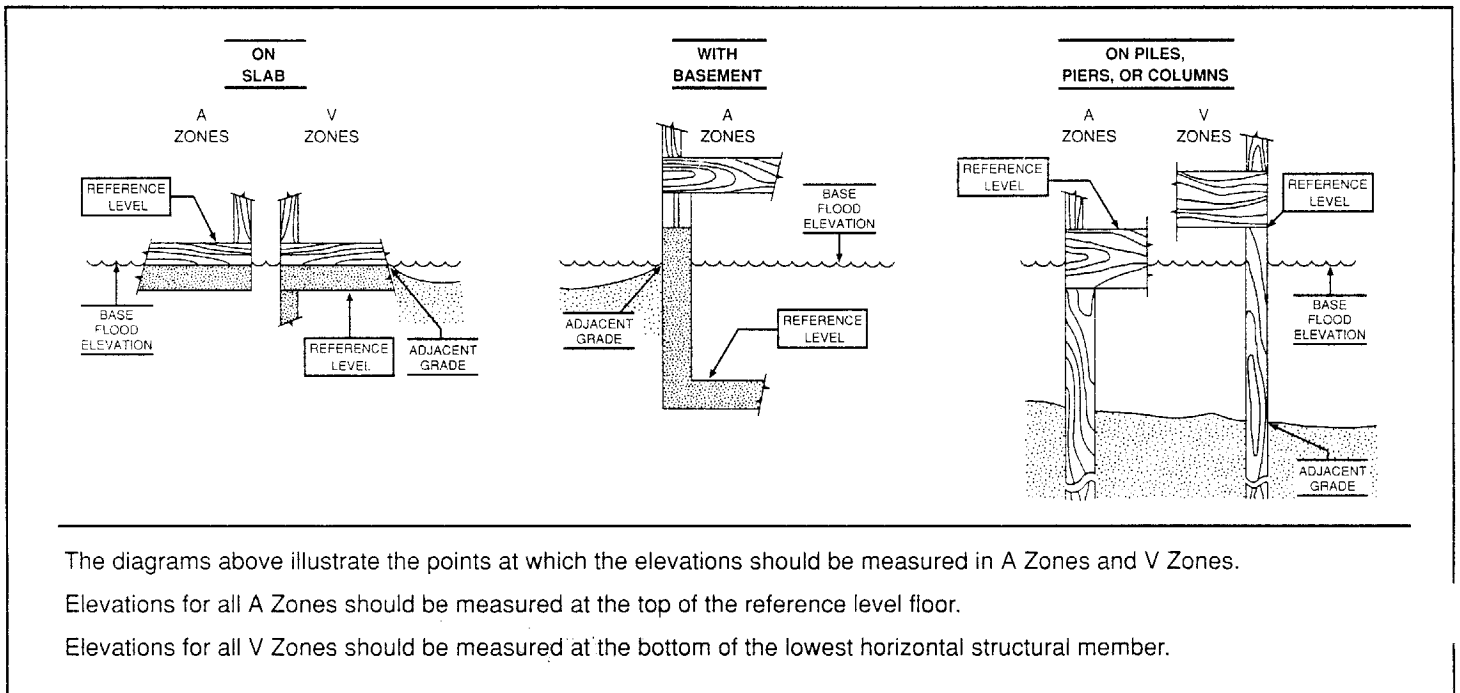 ON
SLAB
A
ZONES
V
ZONES
REFERENCE
LEVEL
BASE
FLOOD
ELEVATION
REFERENCE
LEVEL
ADJACENT
GRADE
WITH
BASEMENT
A
ZONES
BASE
FLOOD
ELEVATION
ADJACENT
GRADE
REFERENCE
LEVEL
ON PILES,
PIERS, OR COLUMNS
A
ZONES
V
ZONES
REFERENCE
LEVEL
REFERENCE
LEVEL
BASE
FLOOD
ELEVATION
ADJACENT
GRADE
The diagrams above illustrate the points at which the elevations should be measured in A Zones and V Zones.
Elevations for all A Zones should be measured at the top of the reference level floor.
Elevations for all V Zones should be measured at the bottom of the lowest horizontal structural member.